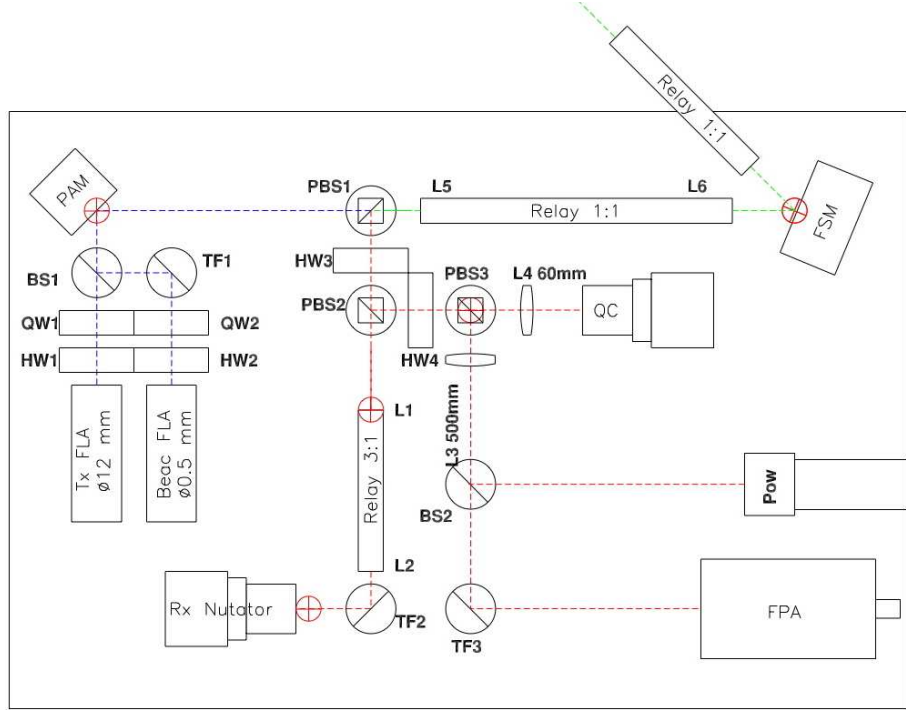 Relay 1:1
PAM
PBS1
L5
L6
Relay 1:1
FSM
BS1
TF1
HW3
PBS2
PBS3
L4 60mm
QC
QW1
QW2
HW1
HW2
HW4
Tx FLA
ø12 mm
Beac FLA
ø0.5 mm
L1
Relay 3:1
L3 500mm
BS2
Pow
L2
Rx Nutator
TF2
TF3
FPA